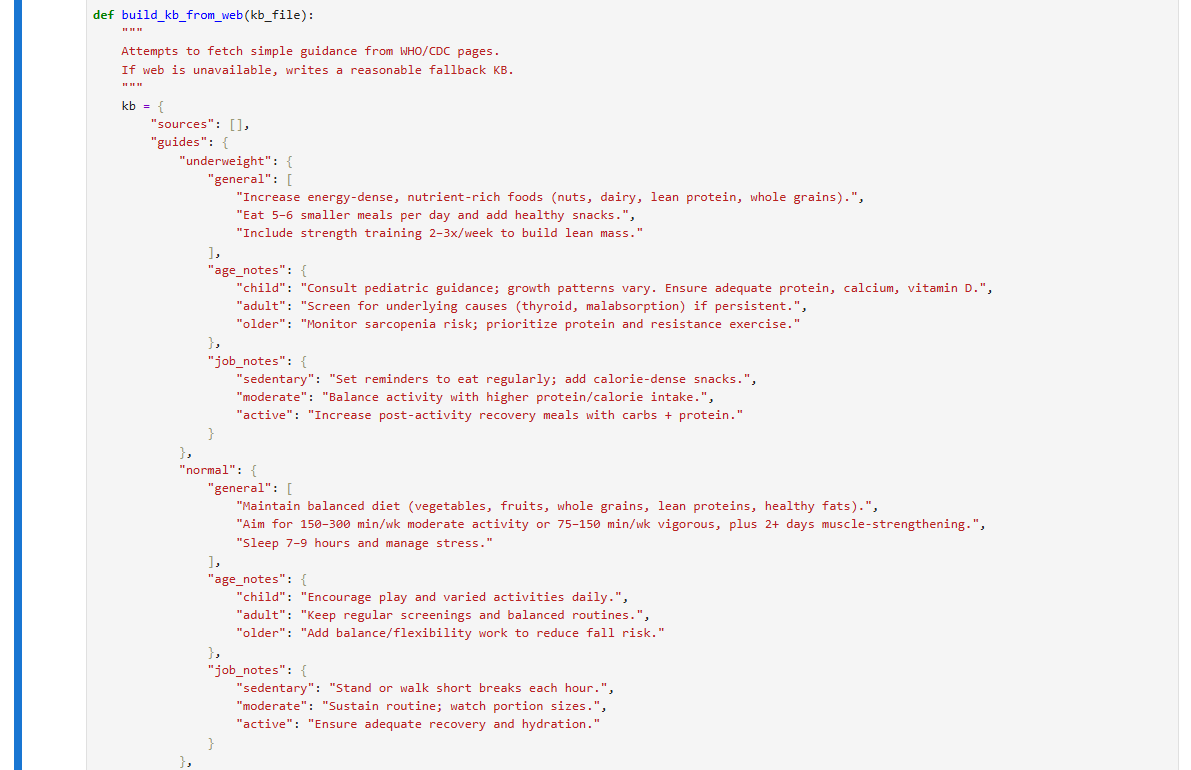 def build_kb_from_web(kb_file):
    """
    Attempts to fetch simple guidance from WHO/CDC pages.
    If web is unavailable, writes a reasonable fallback KB.
    """
    kb = {
        "sources": [],
        "guides": {
            "underweight": {
                "general": [
                    "Increase energy-dense, nutrient-rich foods (nuts, dairy, lean protein, whole grains).",
                    "Eat 5–6 smaller meals per day and add healthy snacks.",
                    "Include strength training 2–3x/week to build lean mass."
                ],
                "age_notes": {
                    "child": "Consult pediatric guidance; growth patterns vary. Ensure adequate protein, calcium, vitamin D.",
                    "adult": "Screen for underlying causes (thyroid, malabsorption) if persistent.",
                    "older": "Monitor sarcopenia risk; prioritize protein and resistance exercise."
                },
                "job_notes": {
                    "sedentary": "Set reminders to eat regularly; add calorie-dense snacks.",
                    "moderate": "Balance activity with higher protein/calorie intake.",
                    "active": "Increase post-activity recovery meals with carbs + protein."
                }
            },
            "normal": {
                "general": [
                    "Maintain balanced diet (vegetables, fruits, whole grains, lean proteins, healthy fats).",
                    "Aim for 150–300 min/wk moderate activity or 75–150 min/wk vigorous, plus 2+ days muscle-strengthening.",
                    "Sleep 7–9 hours and manage stress."
                ],
                "age_notes": {
                    "child": "Encourage play and varied activities daily.",
                    "adult": "Keep regular screenings and balanced routines.",
                    "older": "Add balance/flexibility work to reduce fall risk."
                },
                "job_notes": {
                    "sedentary": "Stand or walk short breaks each hour.",
                    "moderate": "Sustain routine; watch portion sizes.",
                    "active": "Ensure adequate recovery and hydration."
                }
            },